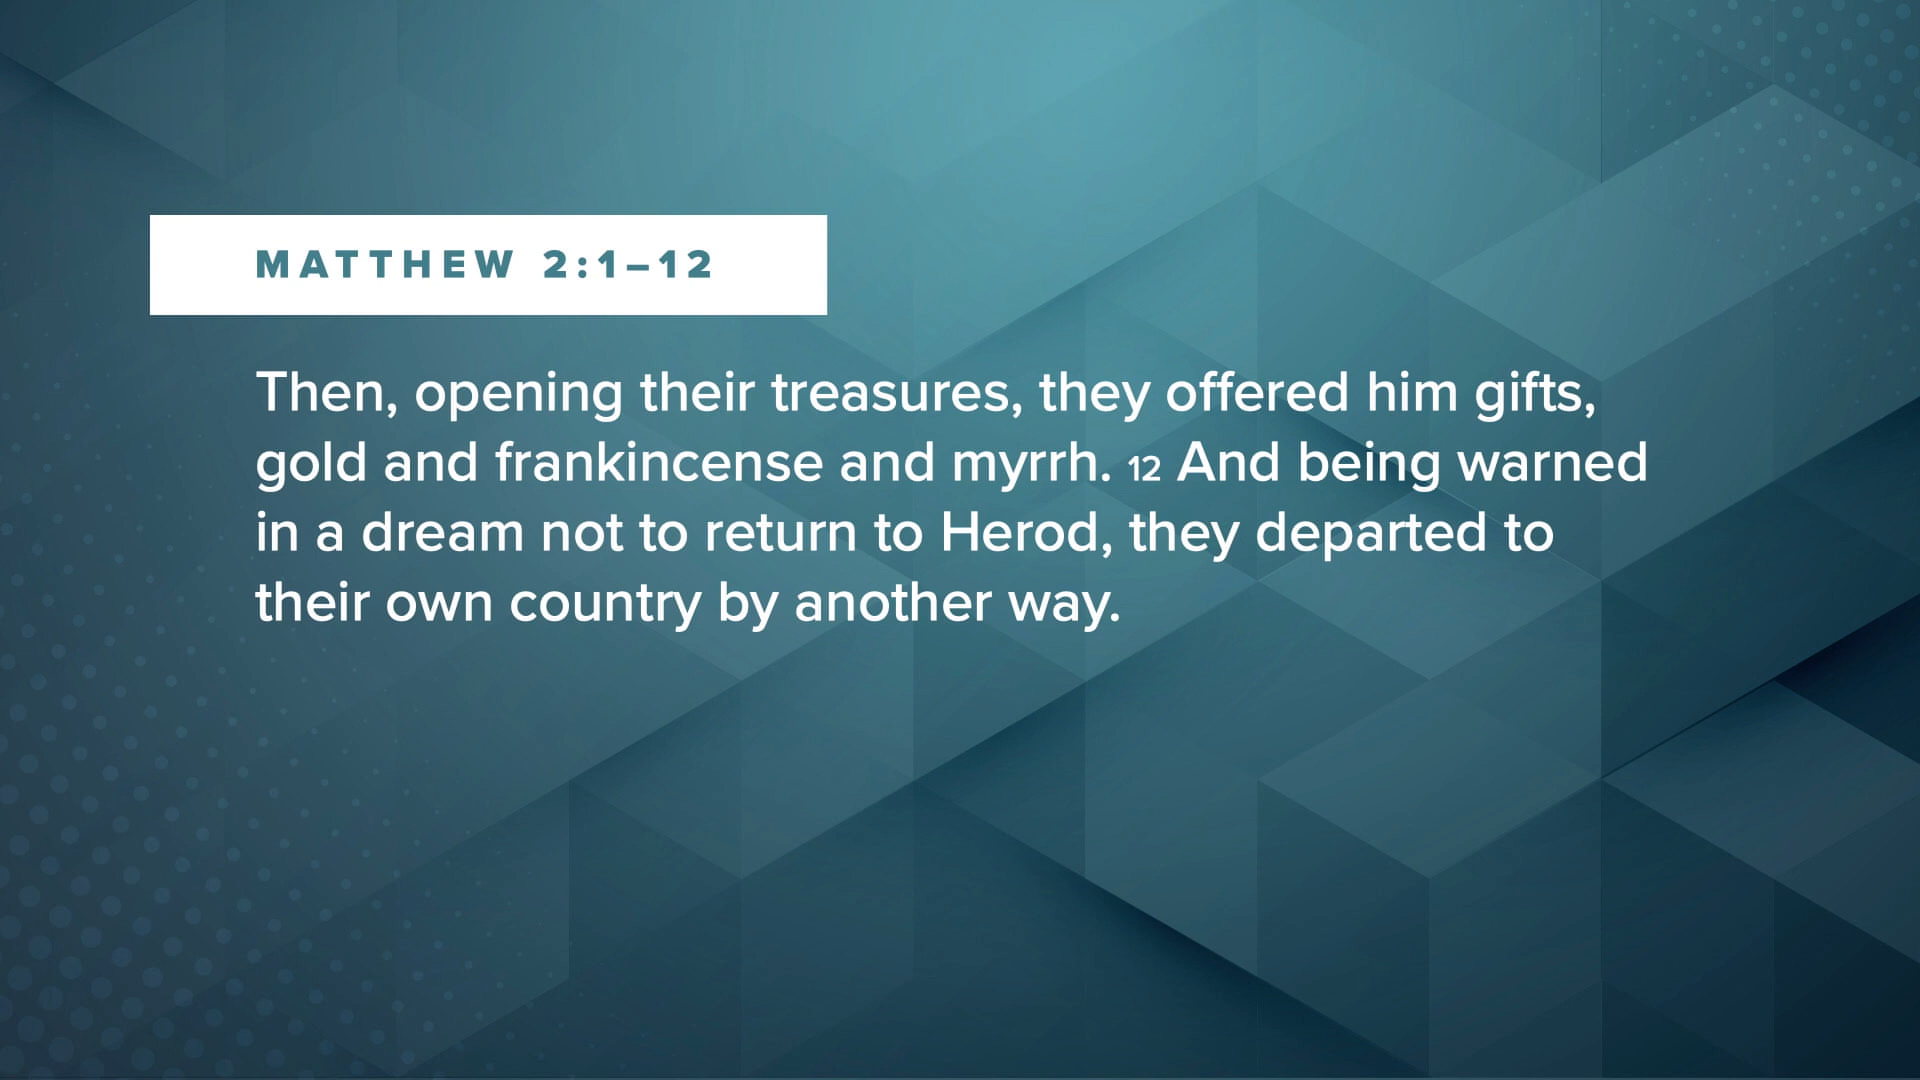 MATTHEW 2:1–12
Then, opening their treasures, they offered him gifts,
gold and frankincense and myrrh. 12 And being warned
in a dream not to return to Herod, they departed to
their own country by another way.